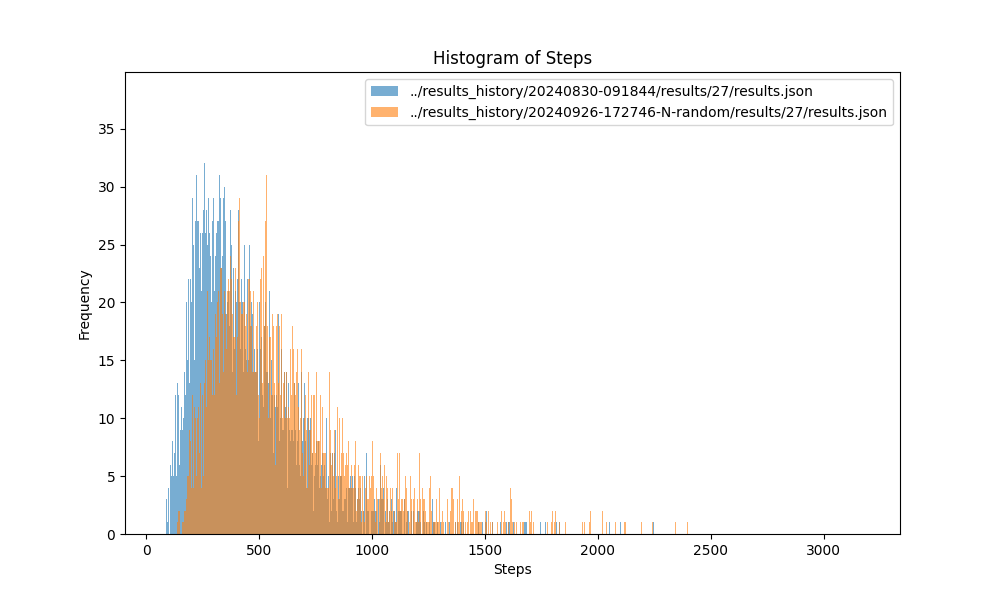 Histogram of Steps
../results_history/20240830-091844/results/27/results.json
../results_history/20240926-172746-N-random/results/27/results.json
Frequency
35
30
25
20
15
10
5
0
0 500 1000 1500 2000 2500 3000
Steps